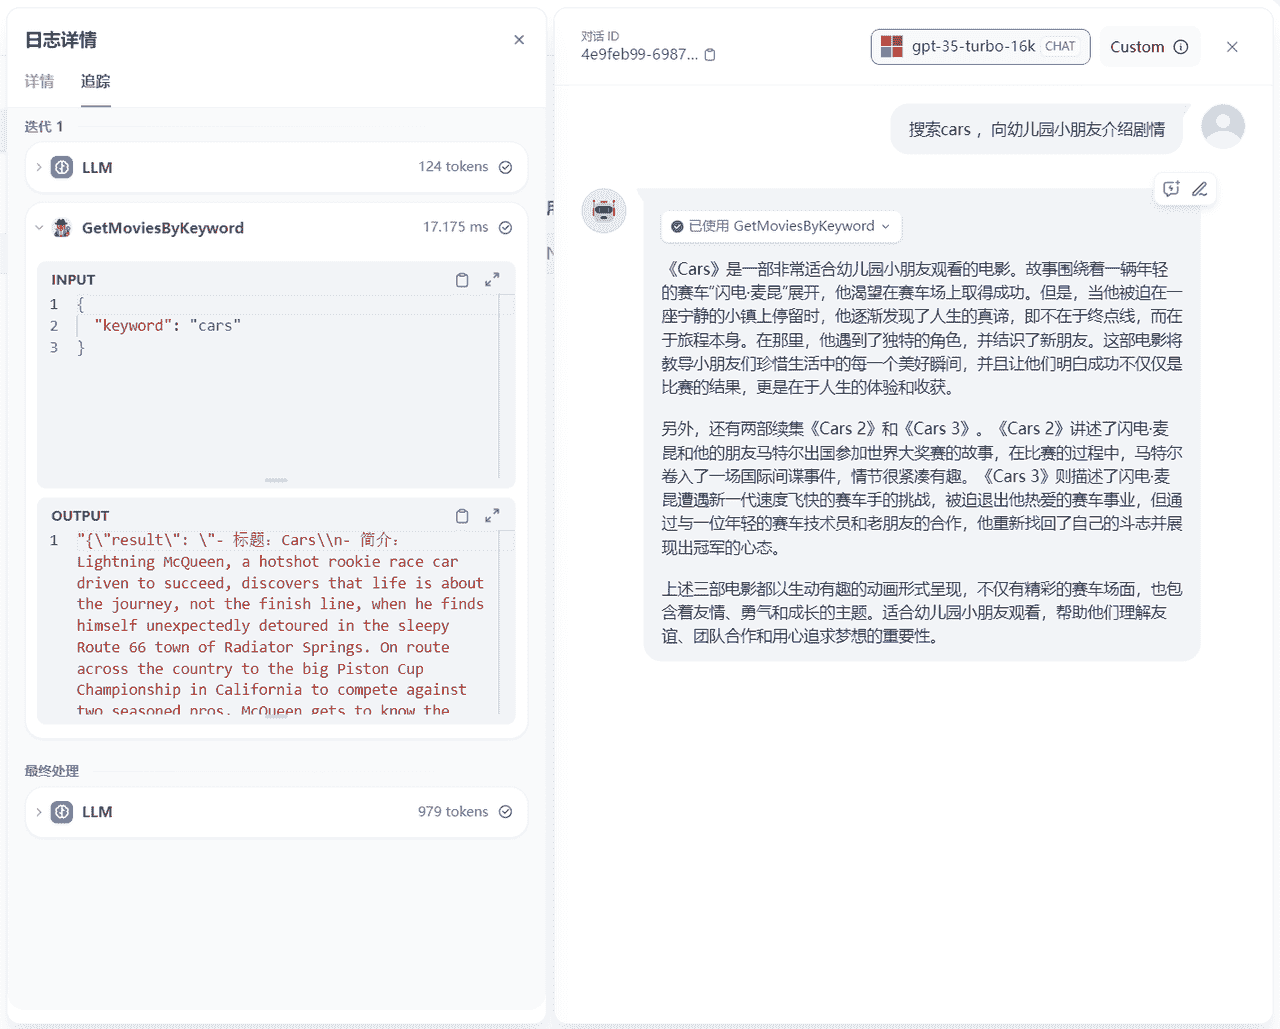 日志详情
详情 追踪
迭代 1
LLM 124 tokens
GetMoviesByKeyword 17.175 ms
INPUT
1 {
2 "keyword": "cars"
3 }
OUTPUT
1 "{\"result\": \"- 标题: Cars\\n- 简介:
Lightning McQueen, a hotshot rookie race car
driven to succeed, discovers that life is about
the journey, not the finish line, when he finds
himself unexpectedly detoured in the sleepy
Route 66 town of Radiator Springs. On route
across the country to the big Piston Cup
Championship in California to compete against
two seasoned pros, McQueen gets to know the
最终处理
LLM 979 tokens
对话 ID
4e9feb99-6987...
gpt-35-turbo-16k CHAT
Custom
搜索cars ，向幼儿园小朋友介绍剧情
已使用 GetMoviesByKeyword
《Cars》是一部非常适合幼儿园小朋友观看的电影。故事围绕着一辆年轻
的赛车“闪电·麦昆”展开，他渴望在赛车场上取得成功。但是，当他被迫在一
座宁静的小镇上停留时，他逐渐发现了人生的真谛，即不在于终点线，而在
于旅程本身。在那里，他遇到了独特的角色，并结识了新朋友。这部电影将
教导小朋友们珍惜生活中的每一个美好瞬间，并且让他们明白成功不仅仅是
比赛的结果，更是在于人生的体验和收获。
另外，还有两部续集《Cars 2》和《Cars 3》。《Cars 2》讲述了闪电·麦
昆和他的朋友马特尔出国参加世界大奖赛的故事，在比赛的过程中，马特尔
卷入了一场国际间谍事件，情节很紧凑有趣。《Cars 3》则描述了闪电·麦
昆遭遇新一代速度飞快的赛车手的挑战，被迫退出他热爱的赛车事业，但通
过与一位年轻的赛车技术员和老朋友的合作，他重新找回了自己的斗志并展
现出冠军的心态。
上述三部电影都以生动有趣的动画形式呈现，不仅有精彩的赛车场面，也包
含着友情、勇气和成长的主题。适合幼儿园小朋友观看，帮助他们理解友
谊、团队合作和用心追求梦想的重要性。